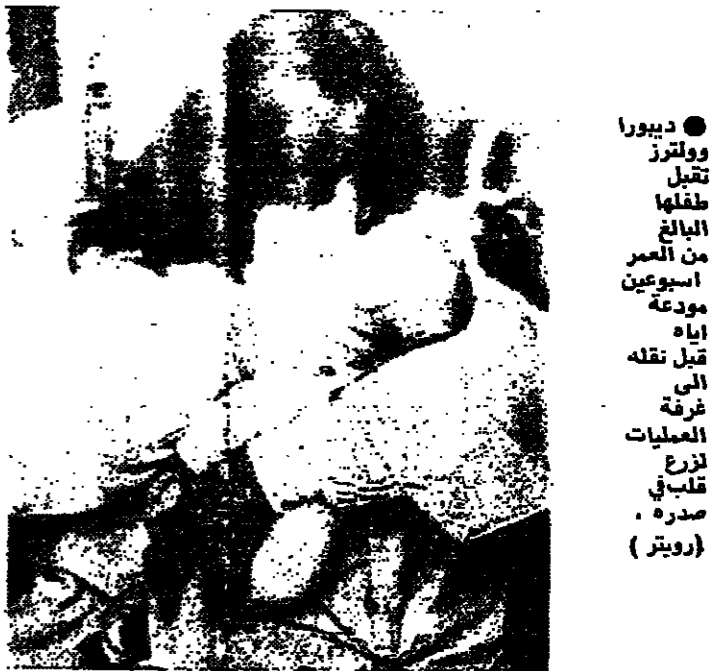 ● ديبورا
وولترز
تقبل
طفلها
البالغ
من العمر
اسبوعين
مودعة
اياه
قبل نقله
الى
غرفة
العمليات
لزرع
قلب في
صدره .
(رويتر)